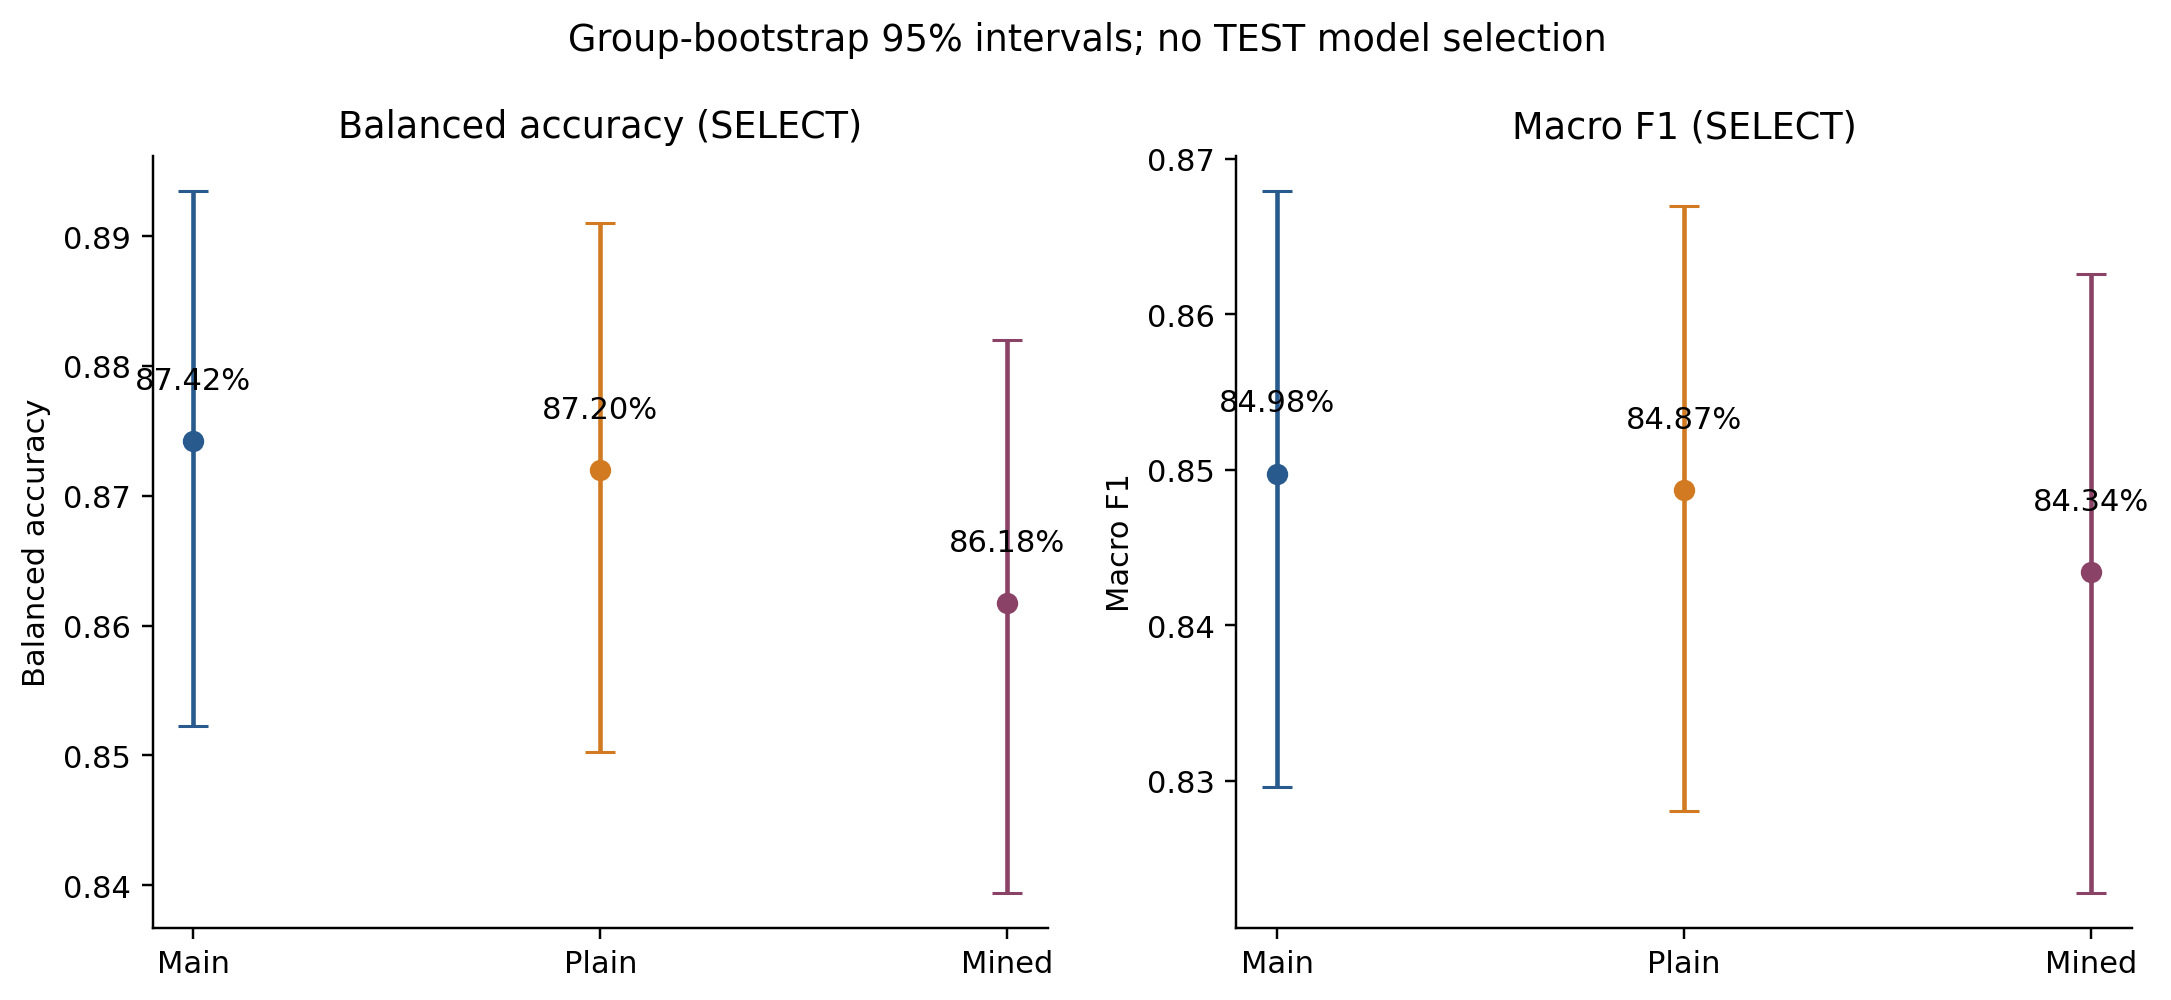 Group-bootstrap 95% intervals; no TEST model selection
Balanced accuracy (SELECT)
Balanced accuracy
0.89
0.88
0.87
0.86
0.85
0.84
87.42%
87.20%
86.18%
Main
Plain
Mined
Macro F1 (SELECT)
Macro F1
0.87
0.86
0.85
0.84
0.83
84.98%
84.87%
84.34%
Main
Plain
Mined